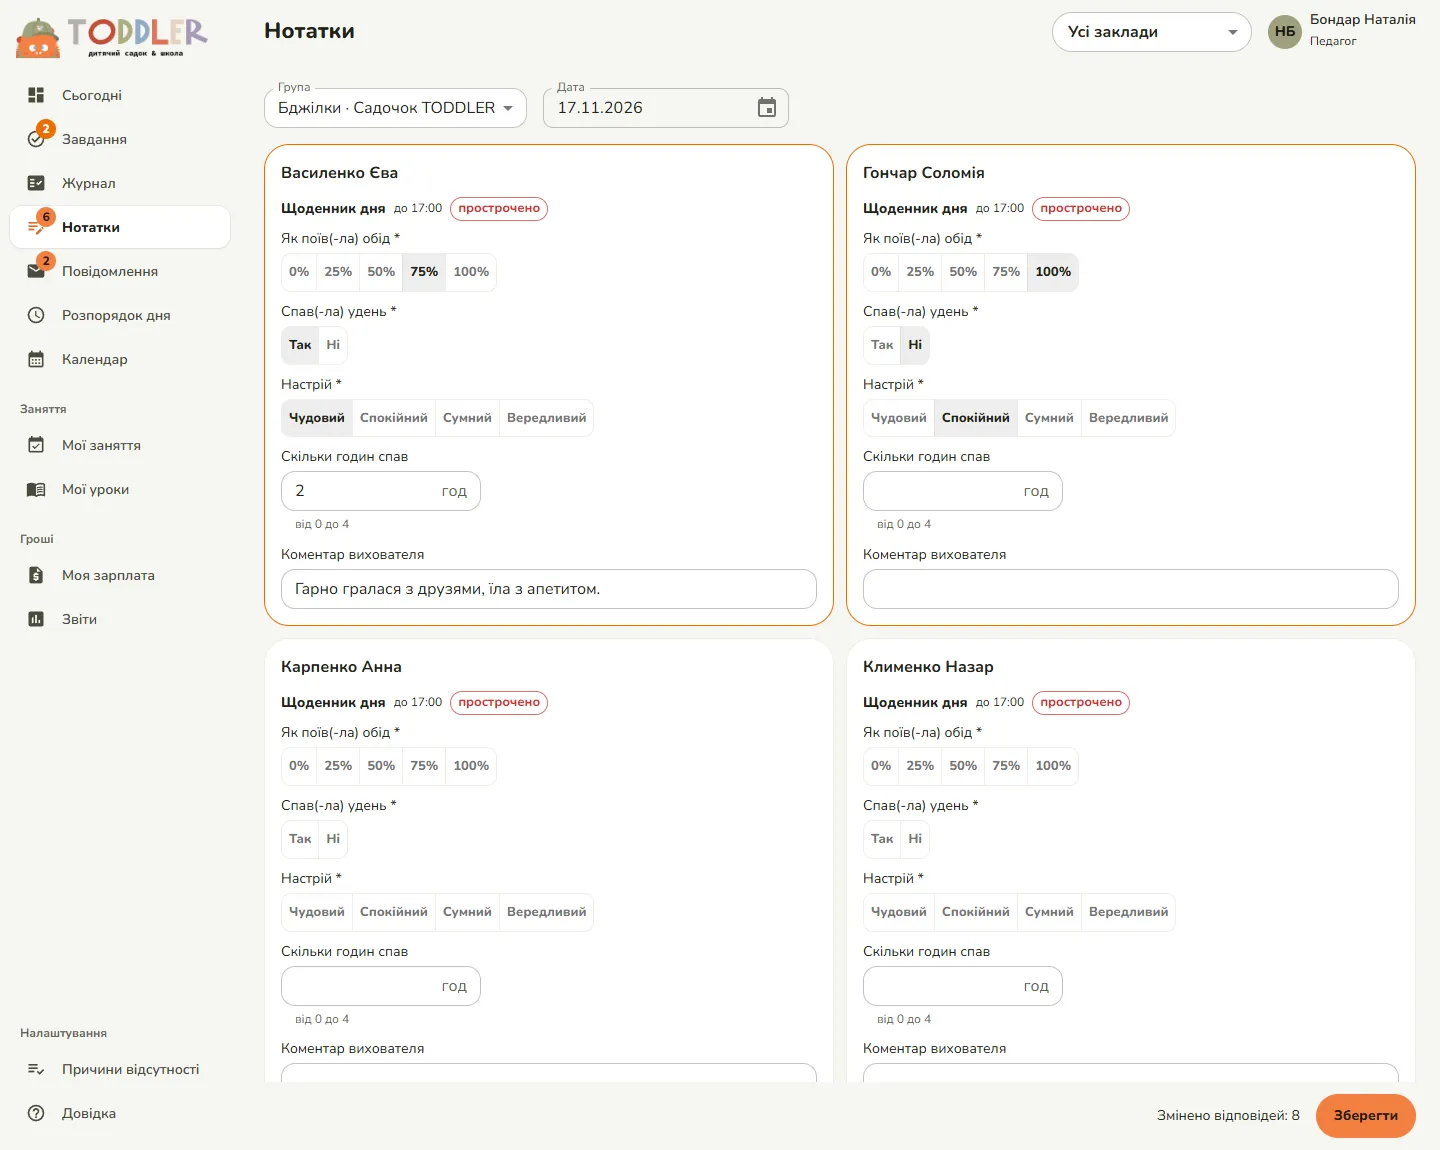 TODDLER
дитячий садок & школа
Нотатки
Усі заклади
НБ
Бондар Наталія
Педагог
Сьогодні
2
Завдання
Журнал
6
Нотатки
2
Повідомлення
Розпорядок дня
Календар
Заняття
Мої заняття
Мої уроки
Гроші
Моя зарплата
Звіти
Налаштування
Причини відсутності
Довідка
Група
Бджілки · Садочок TODDLER
Дата
17.11.2026
Василенко Єва
Щоденник дня до 17:00 прострочено
Як поїв(-ла) обід *
0% 25% 50% 75% 100%
Спав(-ла) удень *
Так Ні
Настрій *
Чудовий Спокійний Сумний Вередливий
Скільки годин спав
2 год
від 0 до 4
Коментар вихователя
Гарно гралася з друзями, їла з апетитом.
Гончар Соломія
Щоденник дня до 17:00 прострочено
Як поїв(-ла) обід *
0% 25% 50% 75% 100%
Спав(-ла) удень *
Так Ні
Настрій *
Чудовий Спокійний Сумний Вередливий
Скільки годин спав
год
від 0 до 4
Коментар вихователя
Карпенко Анна
Щоденник дня до 17:00 прострочено
Як поїв(-ла) обід *
0% 25% 50% 75% 100%
Спав(-ла) удень *
Так Ні
Настрій *
Чудовий Спокійний Сумний Вередливий
Скільки годин спав
год
від 0 до 4
Коментар вихователя
Клименко Назар
Щоденник дня до 17:00 прострочено
Як поїв(-ла) обід *
0% 25% 50% 75% 100%
Спав(-ла) удень *
Так Ні
Настрій *
Чудовий Спокійний Сумний Вередливий
Скільки годин спав
год
від 0 до 4
Коментар вихователя
Змінено відповідей: 8
Зберегти